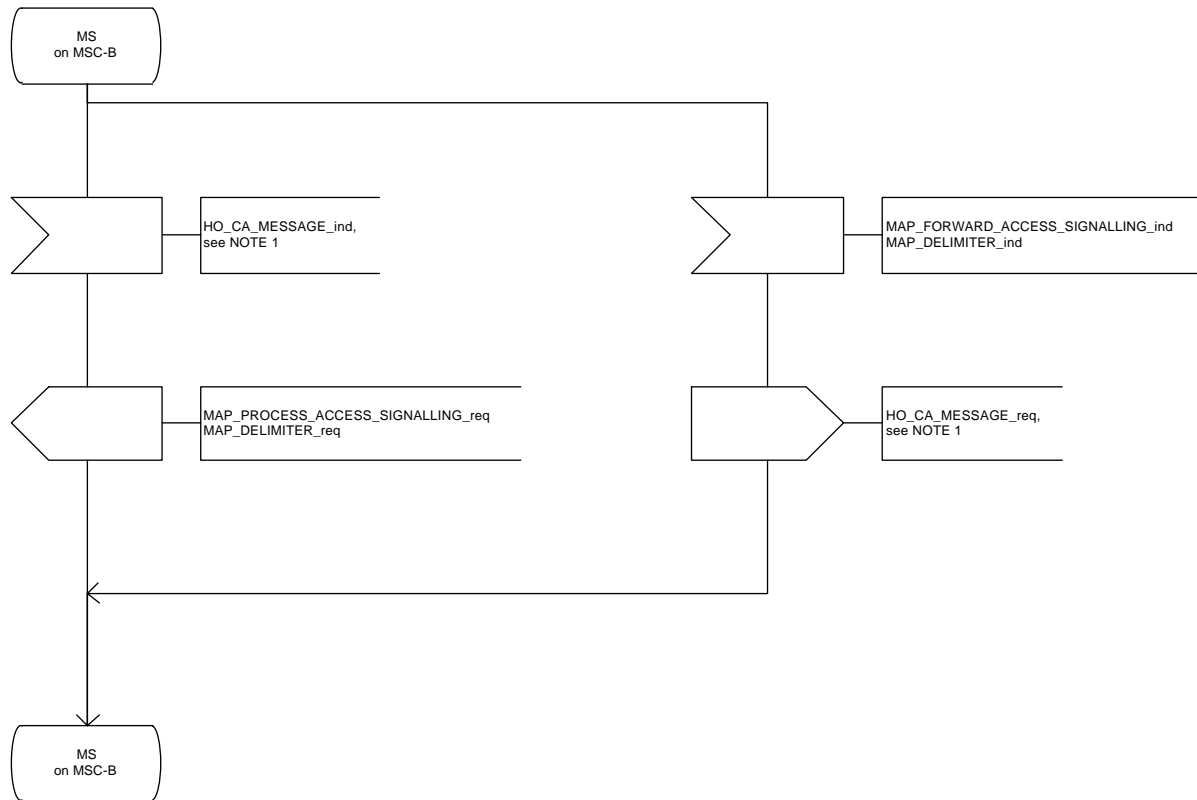 MS
on MSC-B
HO_CA_MESSAGE_ind,
see NOTE 1
MAP_FORWARD_ACCESS_SIGNALLING_ind
MAP_DELIMITER_ind
MAP_PROCESS_ACCESS_SIGNALLING_req
MAP_DELIMITER_req
HO_CA_MESSAGE_req,
see NOTE 1
MS
on MSC-B